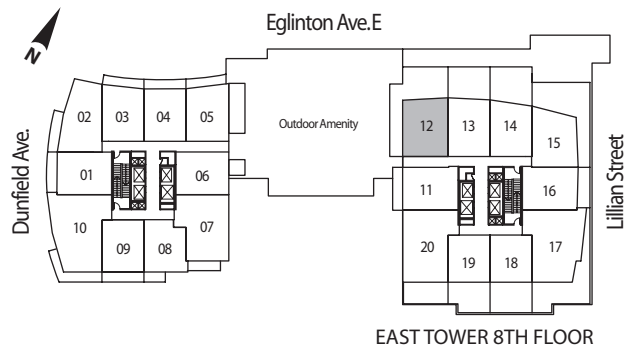 Eglinton Ave.E
N
Dunfield Ave.
02 03 04 05
01 06
10 09 08 07
Outdoor Amenity
12 13 14 15
11 16
20 19 18 17
Lillian Street
EAST TOWER 8TH FLOOR